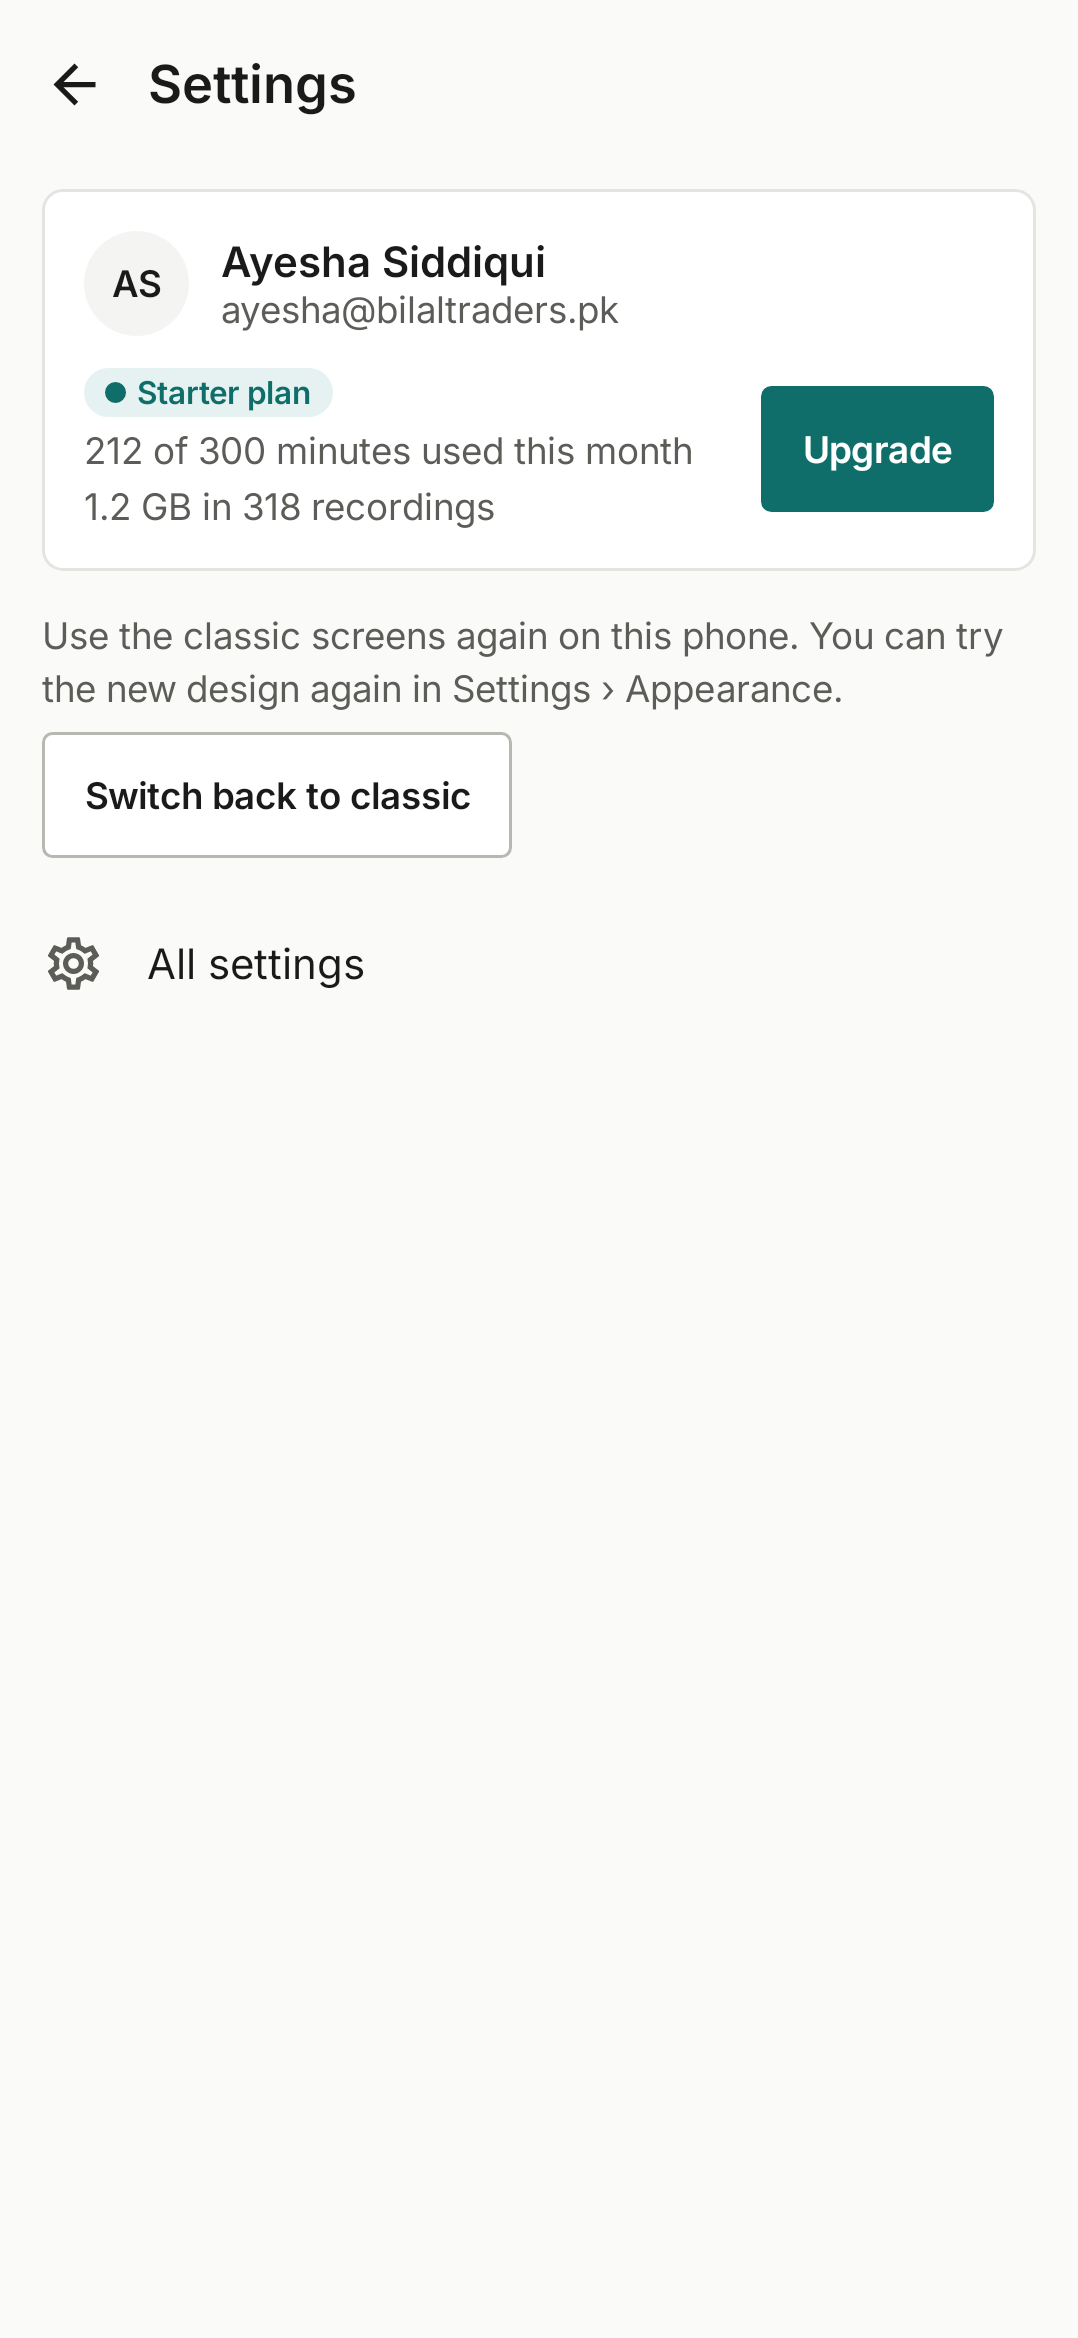 Settings
AS
Ayesha Siddiqui
ayesha@bilaltraders.pk
Starter plan
212 of 300 minutes used this month
1.2 GB in 318 recordings
Upgrade
Use the classic screens again on this phone. You can try
the new design again in Settings › Appearance.
Switch back to classic
All settings